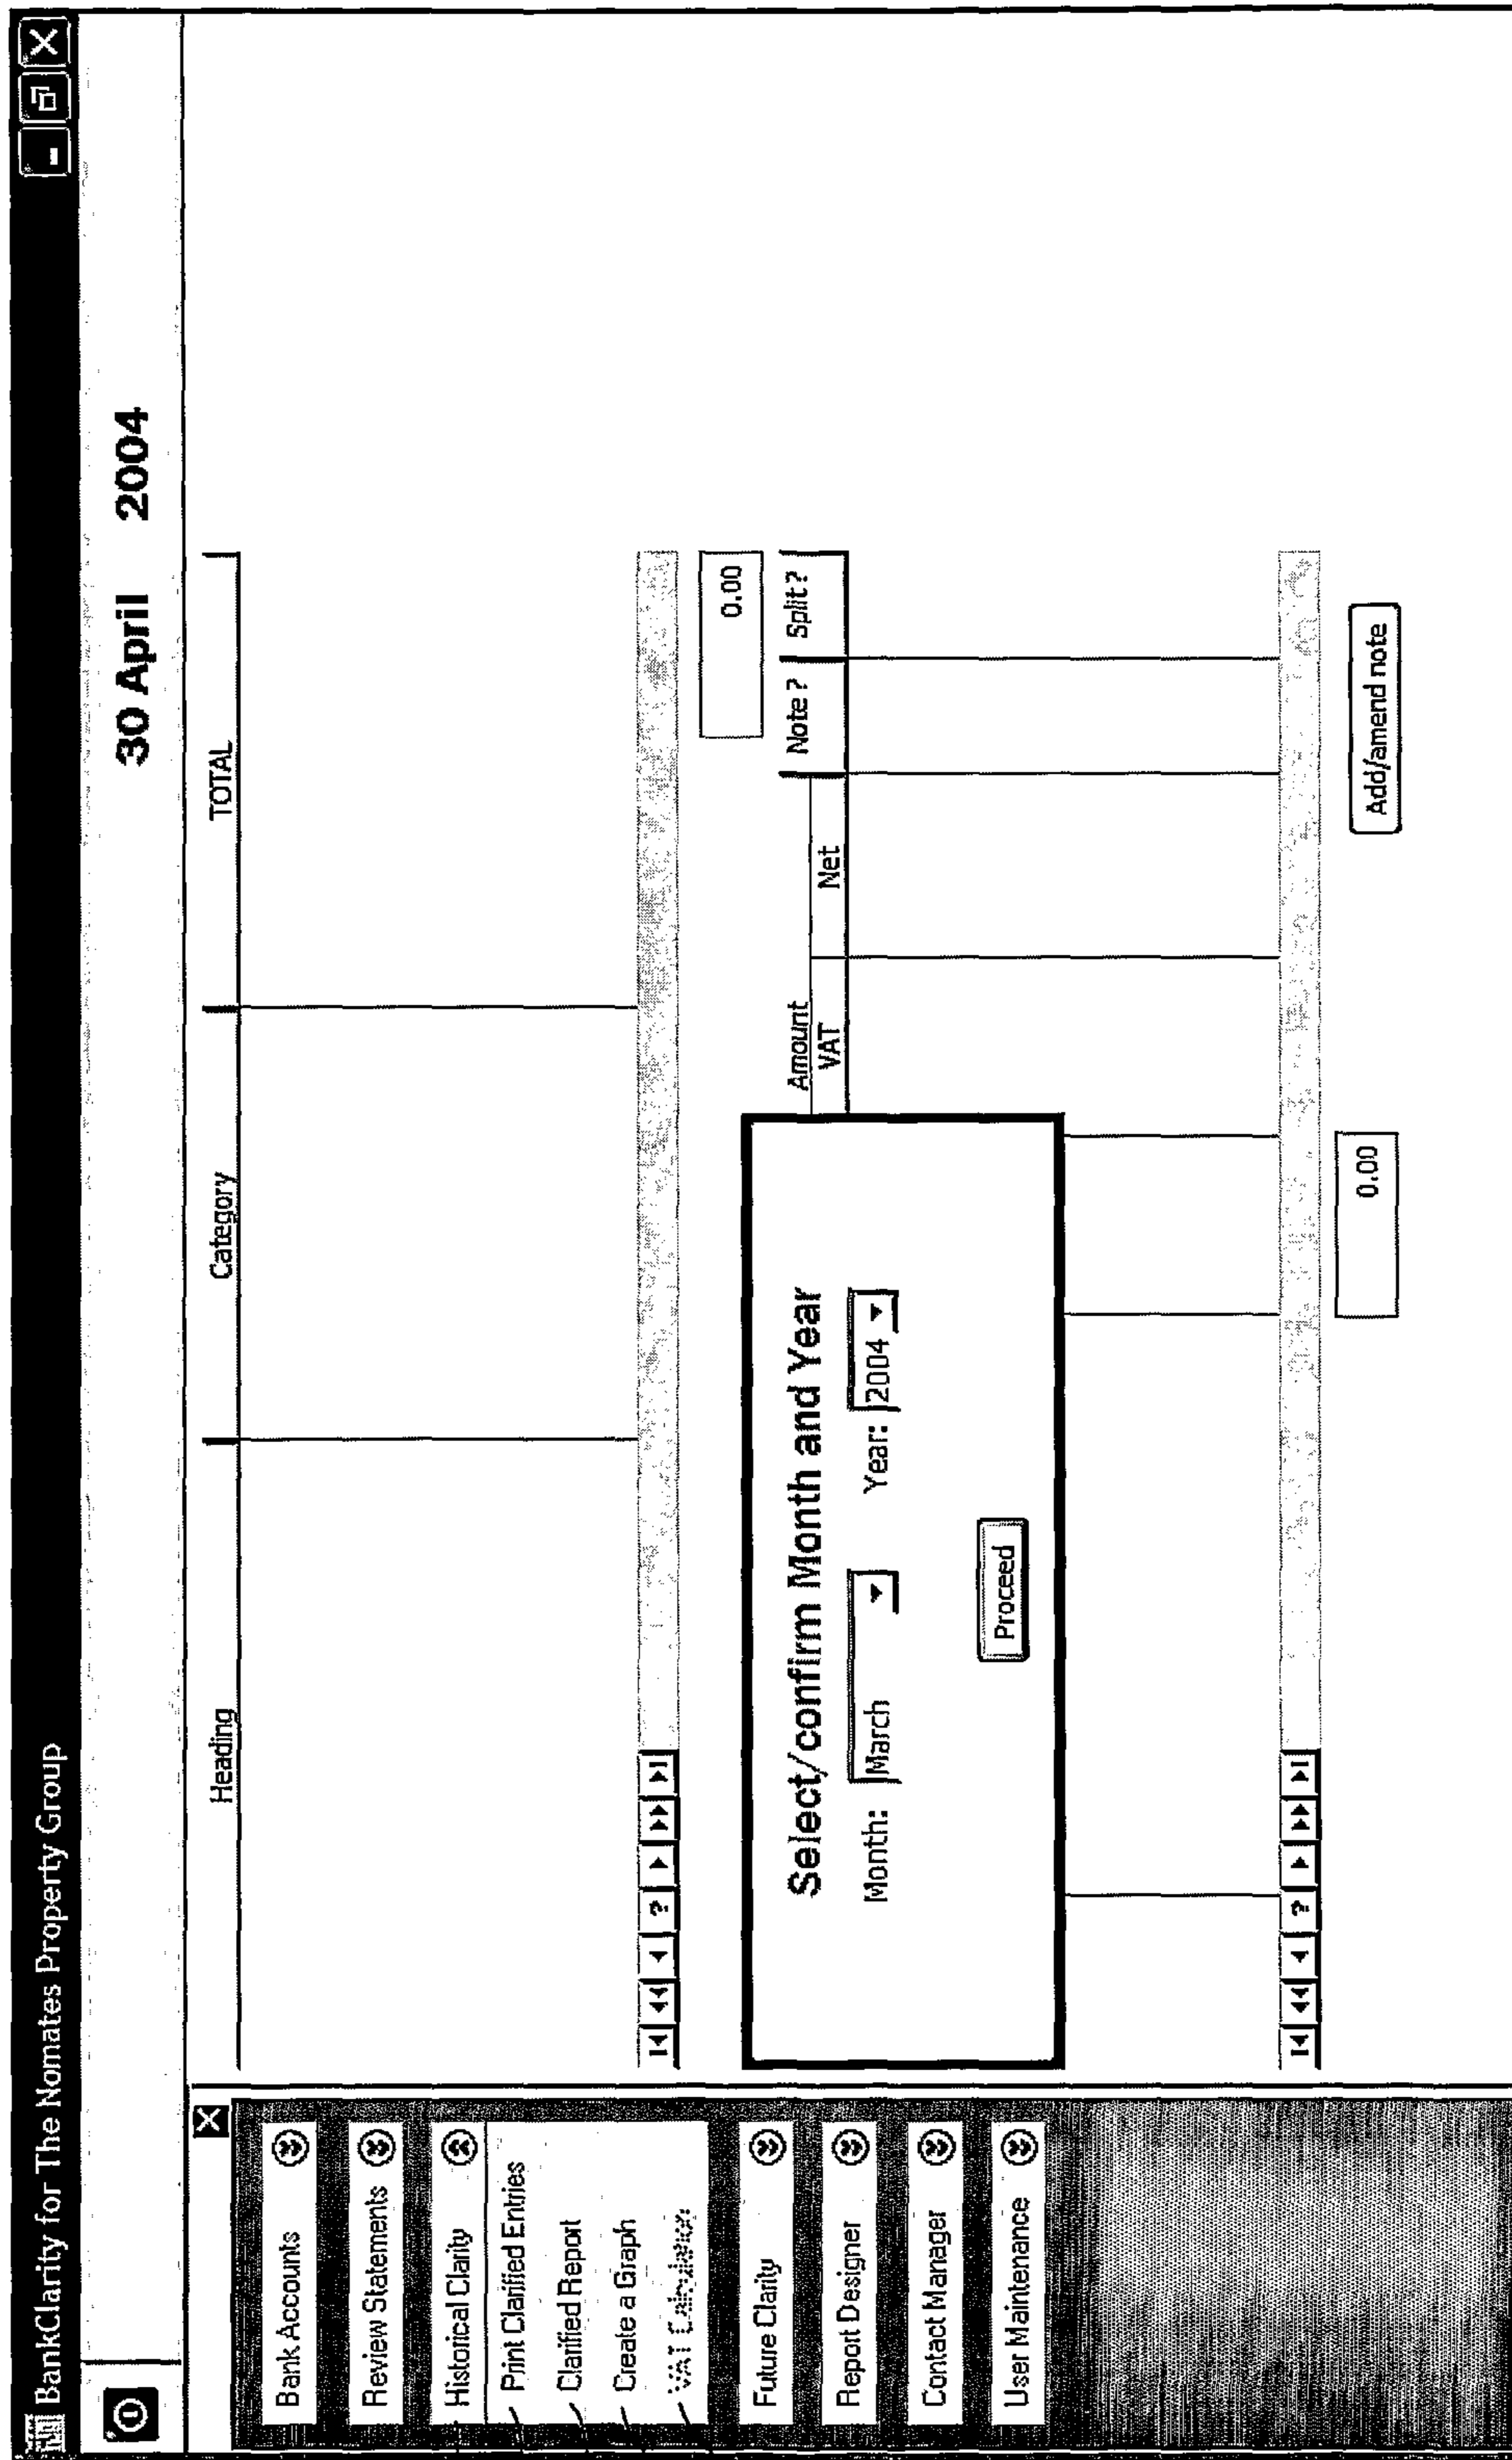 BankClarity for The Nomates Property Group
30 April 2004
Bank Accounts
Review Statements
Historical Clarity
Print Clarified Entries
Clarified Report
Create a Graph
VAT Calculation
Future Clarity
Report Designer
Contact Manager
User Maintenance
Heading Category TOTAL
?
0.00
Amount Note? Split?
VAT Net
Select/confirm Month and Year
Month: March Year: 2004
Proceed
?
0.00
Add/amend note